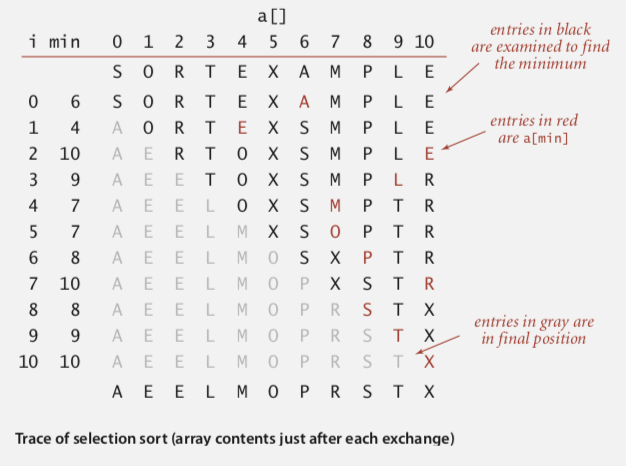 a[]
i min 0 1 2 3 4 5 6 7 8 9 10
S O R T E X A M P L E
0 6 S O R T E X A M P L E
1 4 A O R T E X S M P L E
2 10 A E R T O X S M P L E
3 9 A E E T O X S M P L R
4 7 A E E L O X S M P T R
5 7 A E E L M X S O P T R
6 8 A E E L M O S X P T R
7 10 A E E L M O P X S T R
8 8 A E E L M O P R S T X
9 9 A E E L M O P R S T X
10 10 A E E L M O P R S T X
A E E L M O P R S T X
entries in black
are examined to find
the minimum
entries in red
are a[min]
entries in gray are
in final position
Trace of selection sort (array contents just after each exchange)